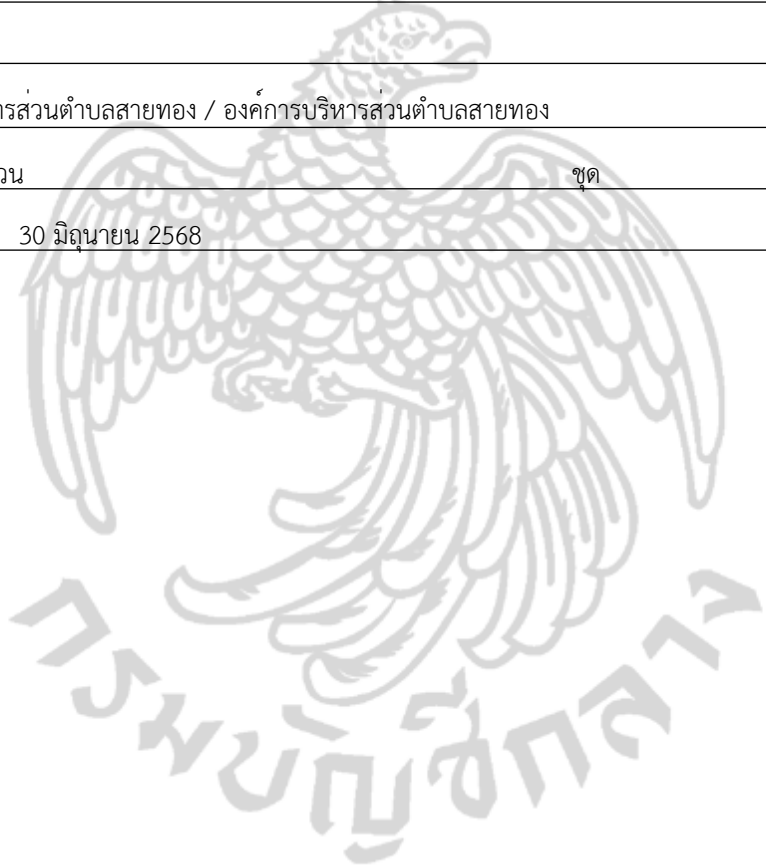 ารส่วนตำบลสายทอง / องค์การบริหารส่วนตำบลสายทอง
วน ชุด
30 มิถุนายน 2568
กรมบัญชีกลาง